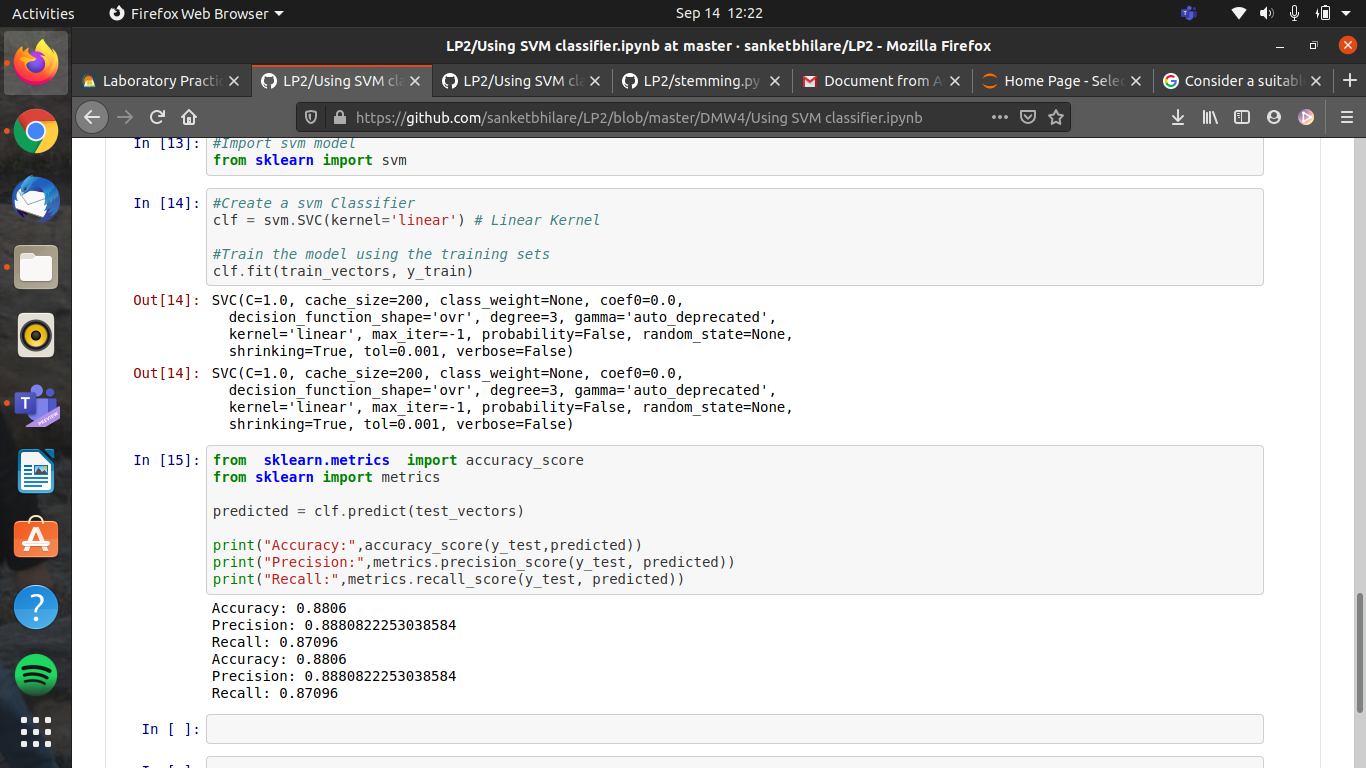 Activities
Firefox Web Browser
Sep 14 12:22
LP2/Using SVM classifier.ipynb at master · sanketbhilare/LP2 - Mozilla Firefox
Laboratory Practi
LP2/Using SVM cla
LP2/Using SVM cla
LP2/stemming.py
Document from A
Home Page - Selec
Consider a suitabl
https://github.com/sanketbhilare/LP2/blob/master/DMW4/Using SVM classifier.ipynb
In [13]: #Import svm model
from sklearn import svm
In [14]: #Create a svm Classifier
clf = svm.SVC(kernel='linear') # Linear Kernel
#Train the model using the training sets
clf.fit(train_vectors, y_train)
Out[14]: SVC(C=1.0, cache_size=200, class_weight=None, coef0=0.0,
decision_function_shape='ovr', degree=3, gamma='auto_deprecated',
kernel='linear', max_iter=-1, probability=False, random_state=None,
shrinking=True, tol=0.001, verbose=False)
Out[14]: SVC(C=1.0, cache_size=200, class_weight=None, coef0=0.0,
decision_function_shape='ovr', degree=3, gamma='auto_deprecated',
kernel='linear', max_iter=-1, probability=False, random_state=None,
shrinking=True, tol=0.001, verbose=False)
In [15]: from  sklearn.metrics  import accuracy_score
from sklearn import metrics
predicted = clf.predict(test_vectors)
print("Accuracy:",accuracy_score(y_test,predicted))
print("Precision:",metrics.precision_score(y_test, predicted))
print("Recall:",metrics.recall_score(y_test, predicted))
Accuracy: 0.8806
Precision: 0.8880822253038584
Recall: 0.87096
Accuracy: 0.8806
Precision: 0.8880822253038584
Recall: 0.87096
In [ ]: